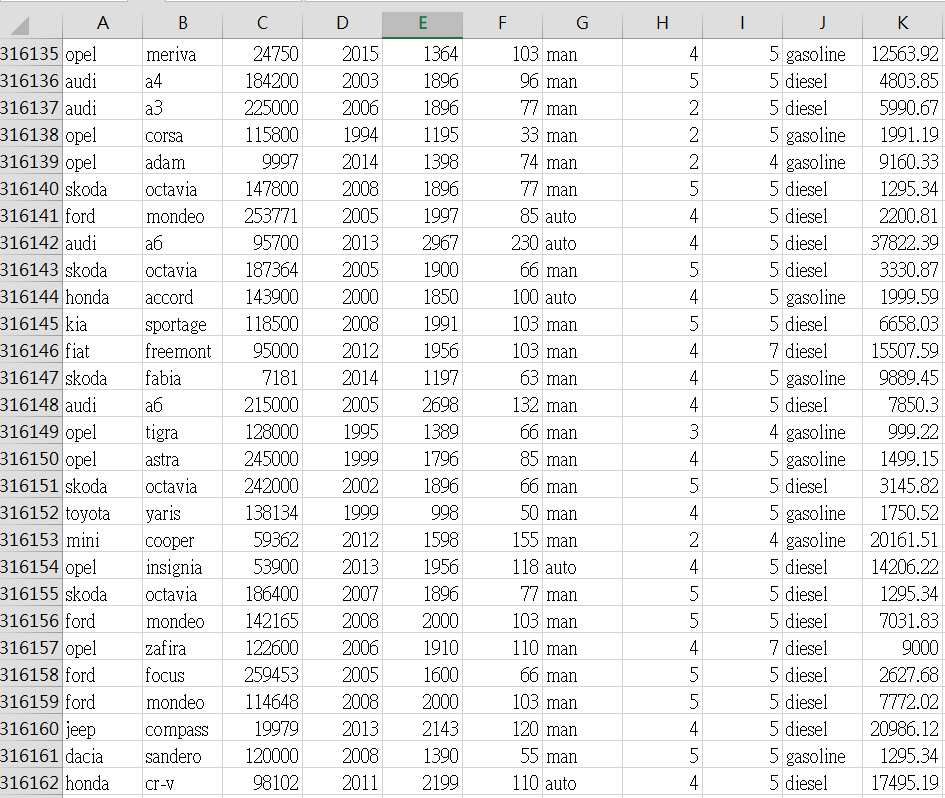 A B C D E F G H I J K
316135 opel meriva 24750 2015 1364 103 man 4 5 gasoline 12563.92
316136 audi a4 184200 2003 1896 96 man 5 5 diesel 4803.85
316137 audi a3 225000 2006 1896 77 man 2 5 diesel 5990.67
316138 opel corsa 115800 1994 1195 33 man 2 5 gasoline 1991.19
316139 opel adam 9997 2014 1398 74 man 2 4 gasoline 9160.33
316140 skoda octavia 147800 2008 1896 77 man 5 5 diesel 1295.34
316141 ford mondeo 253771 2005 1997 85 auto 4 5 diesel 2200.81
316142 audi a6 95700 2013 2967 230 auto 4 5 diesel 37822.39
316143 skoda octavia 187364 2005 1900 66 man 5 5 diesel 3330.87
316144 honda accord 143900 2000 1850 100 auto 4 5 gasoline 1999.59
316145 kia sportage 118500 2008 1991 103 man 5 5 diesel 6658.03
316146 fiat freemont 95000 2012 1956 103 man 4 7 diesel 15507.59
316147 skoda fabia 7181 2014 1197 63 man 4 5 gasoline 9889.45
316148 audi a6 215000 2005 2698 132 man 4 5 diesel 7850.3
316149 opel tigra 128000 1995 1389 66 man 3 4 gasoline 999.22
316150 opel astra 245000 1999 1796 85 man 4 5 gasoline 1499.15
316151 skoda octavia 242000 2002 1896 66 man 5 5 diesel 3145.82
316152 toyota yaris 138134 1999 998 50 man 4 5 gasoline 1750.52
316153 mini cooper 59362 2012 1598 155 man 2 4 gasoline 20161.51
316154 opel insignia 53900 2013 1956 118 auto 4 5 diesel 14206.22
316155 skoda octavia 186400 2007 1896 77 man 5 5 diesel 1295.34
316156 ford mondeo 142165 2008 2000 103 man 5 5 diesel 7031.83
316157 opel zafira 122600 2006 1910 110 man 4 7 diesel 9000
316158 ford focus 259453 2005 1600 66 man 5 5 diesel 2627.68
316159 ford mondeo 114648 2008 2000 103 man 5 5 diesel 7772.02
316160 jeep compass 19979 2013 2143 120 man 4 5 diesel 20986.12
316161 dacia sandero 120000 2008 1390 55 man 5 5 gasoline 1295.34
316162 honda cr-v 98102 2011 2199 110 auto 4 5 diesel 17495.19